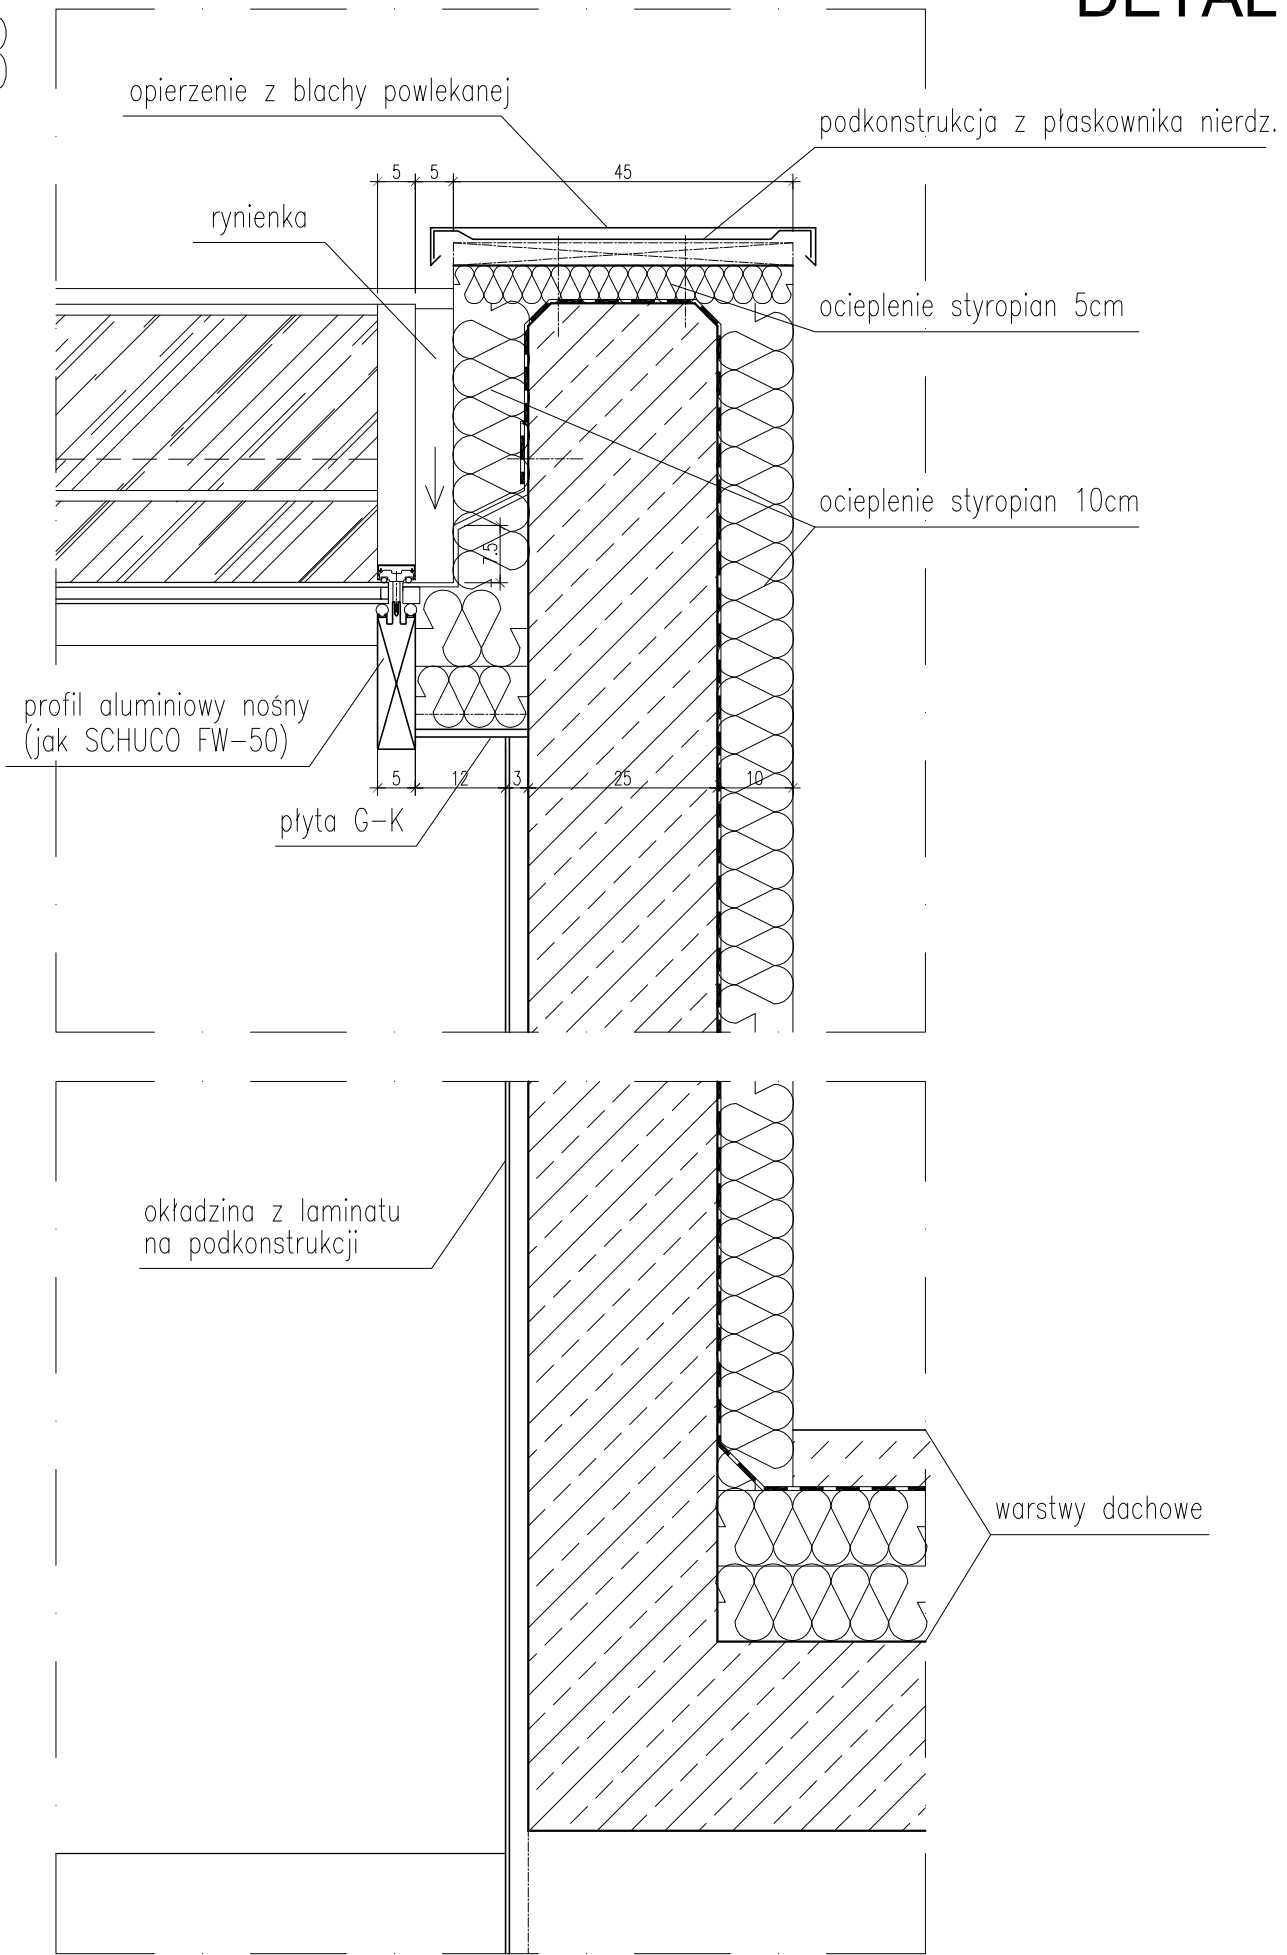 DETAL
opierzenie z blachy powlekanej
podkonstrukcja z płaskownika nierdz.
5 5 45
rynienka
ocieplenie styropian 5cm
ocieplenie styropian 10cm
7.5
profil aluminiowy nośny
(jak SCHUCO FW-50)
5 12 3 25 10
płyta G-K
okładzina z laminatu
na podkonstrukcji
warstwy dachowe